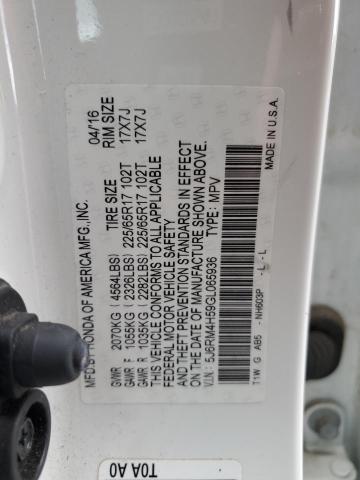 MFD BY HONDA OF AMERICA MFG., INC. 04/16
TIRE SIZE RIM SIZE
GVWR 2070KG (4564LBS)
GAWR F 1055KG (2326LBS) 225/65R17 102T 17X7J
GAWR R 1035KG (2282LBS) 225/65R17 102T 17X7J
THIS VEHICLE CONFORMS TO ALL APPLICABLE
FEDERAL MOTOR VEHICLE SAFETY
AND THEFT PREVENTION STANDARDS IN EFFECT
ON THE DATE OF MANUFACTURE SHOWN ABOVE.
V.I.N.: 5J6RM4H59GL065936 TYPE: MPV
T1W G AB5 - NH603P - L - L MADE IN U.S.A.
T0A A0